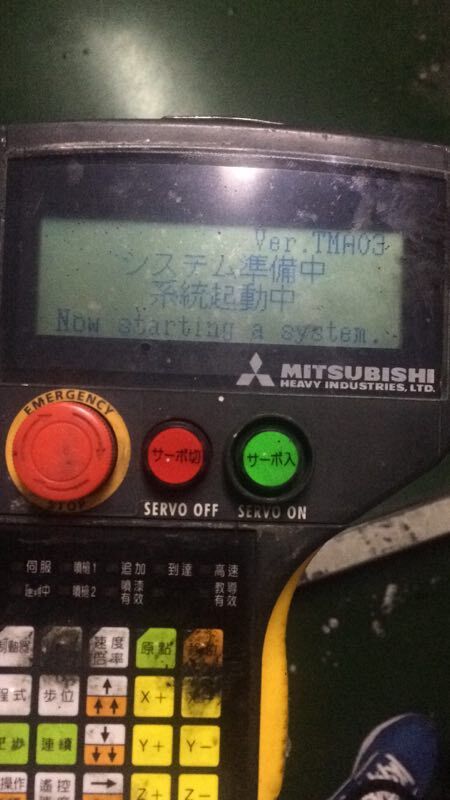 Ver.TMA03
システム準備中
系統起動中
Now starting a system.
MITSUBISHI
HEAVY INDUSTRIES, LTD.
EMERGENCY
STOP
サーボ切
サーボ入
SERVO OFF
SERVO ON
伺服 噴槍1 追加 到達 高速
噴槍2 噴漆有效 教導有效
速度倍率 原點
程式 步位 X+
連續 Y+ Y-
操作 遙控 Z+ Z-